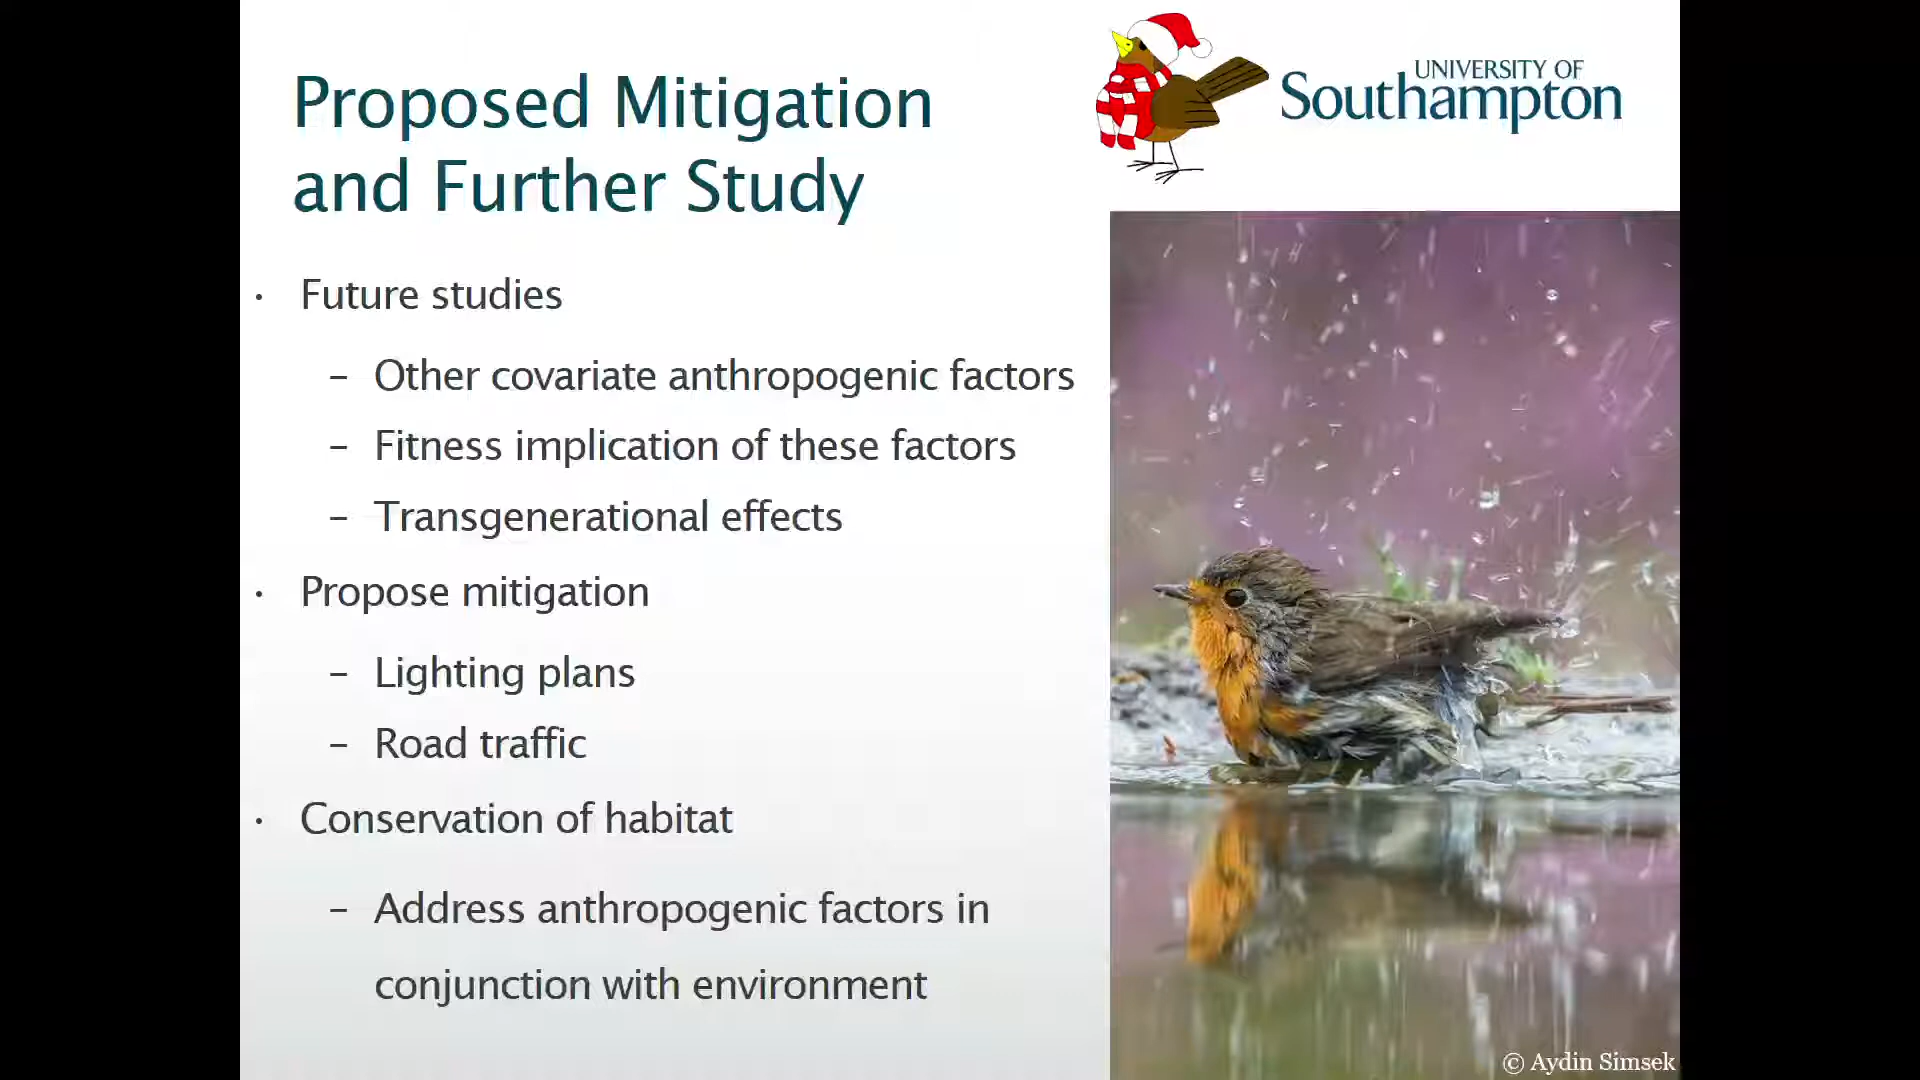 Proposed Mitigation
and Further Study
UNIVERSITY OF
Southampton
• Future studies
– Other covariate anthropogenic factors
– Fitness implication of these factors
– Transgenerational effects
• Propose mitigation
– Lighting plans
– Road traffic
• Conservation of habitat
– Address anthropogenic factors in
conjunction with environment
© Aydin Simsek